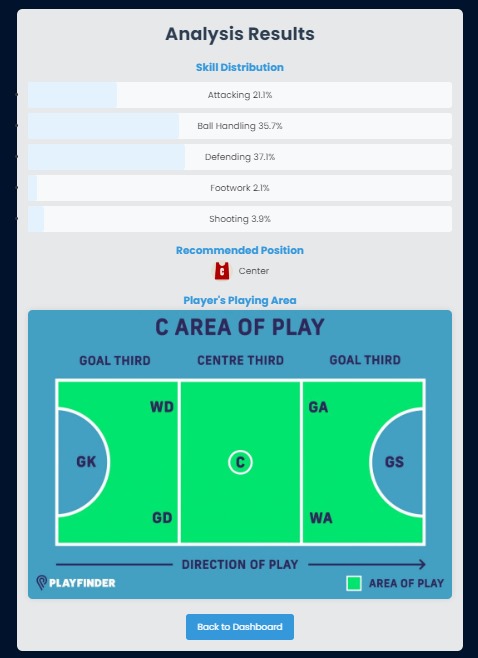 Analysis Results
Skill Distribution
Attacking 21.1%
Ball Handling 35.7%
Defending 37.1%
Footwork 2.1%
Shooting 3.9%
Recommended Position
C Center
Player's Playing Area
C AREA OF PLAY
GOAL THIRD CENTRE THIRD GOAL THIRD
WD GA
GK C GS
GD WA
DIRECTION OF PLAY
PLAYFINDER AREA OF PLAY
Back to Dashboard